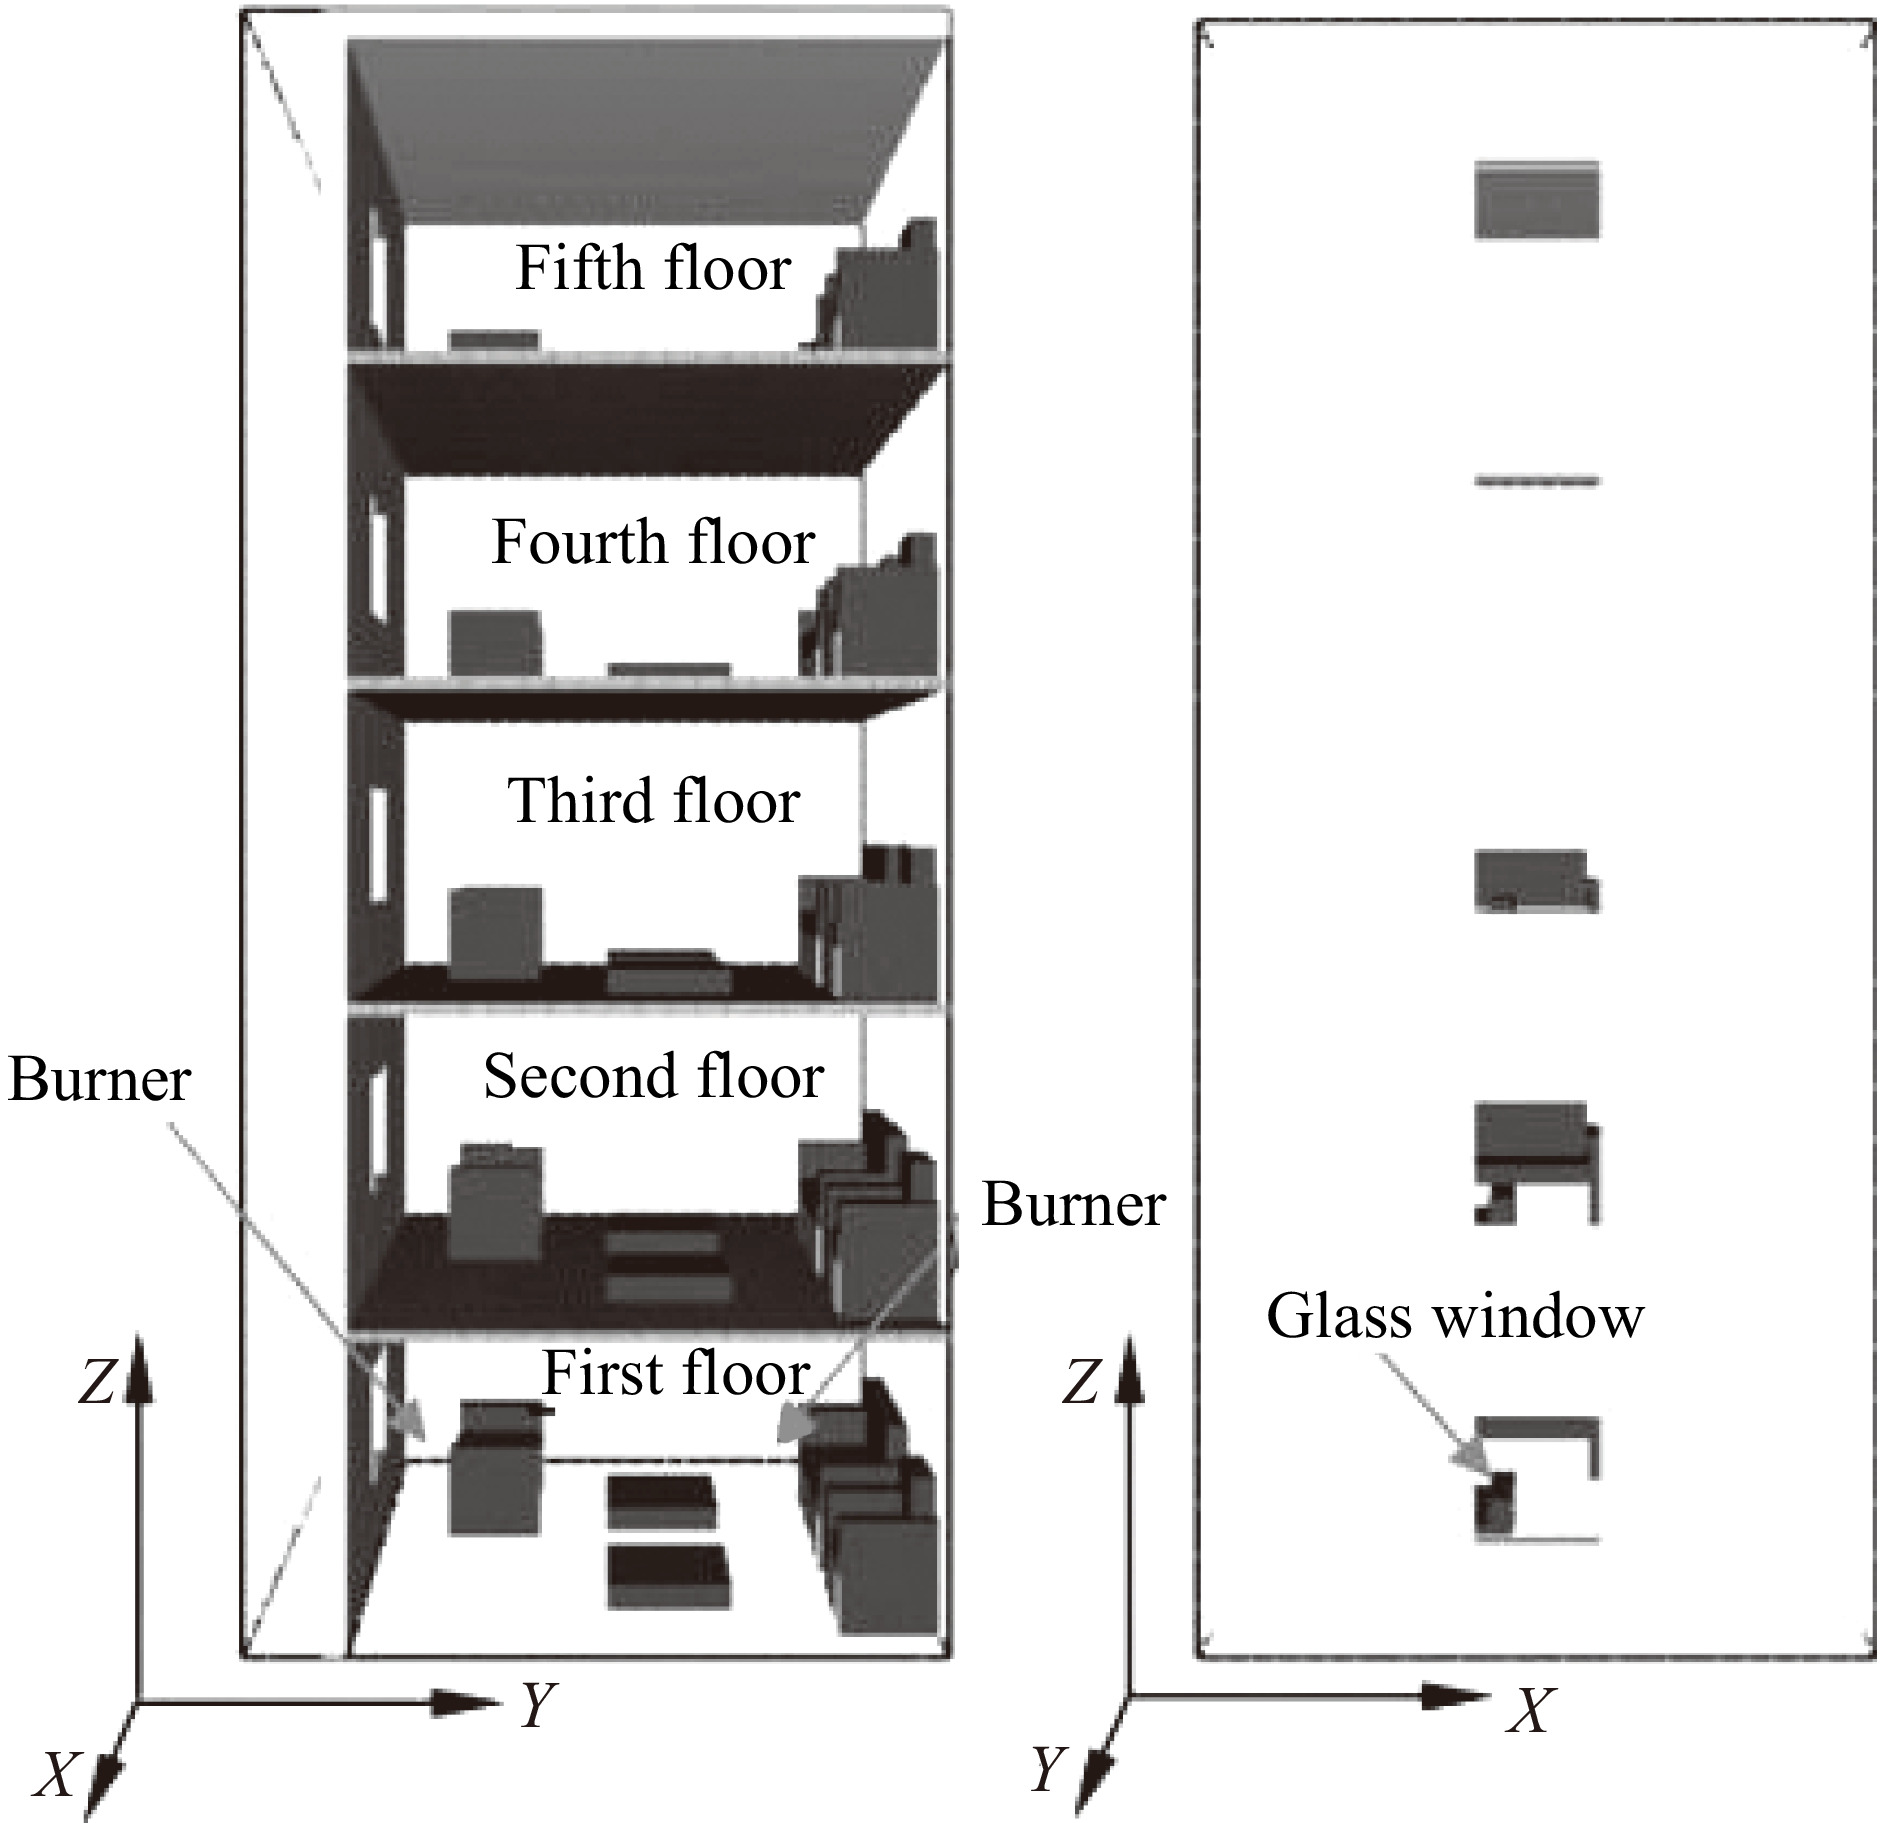 Fifth floor
Fourth floor
Third floor
Second floor
Burner
Burner
First floor
Z
Y
X
Glass window
Z
X
Y